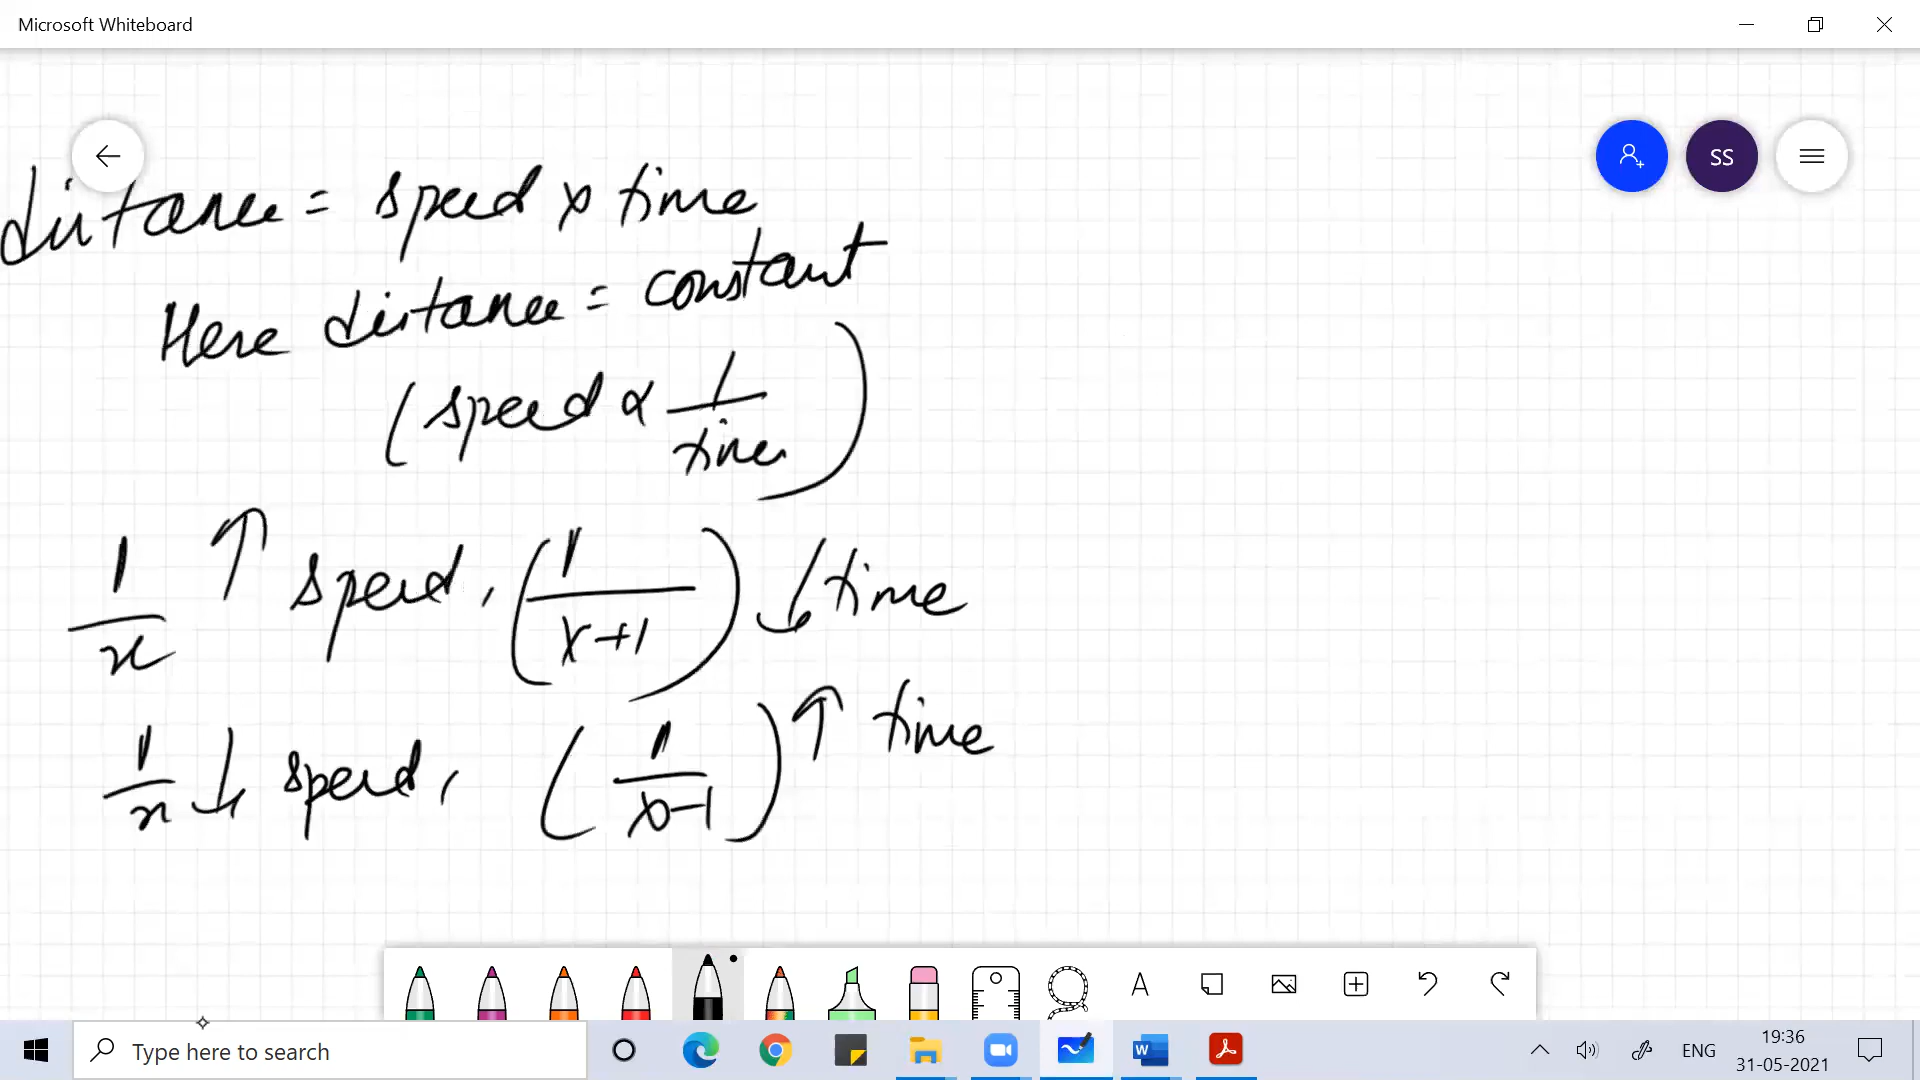 Microsoft Whiteboard
SS
distance = speed × time
Here distance = constant
(speed ∝ 1/time)
1/x ↑ speed, (1/x+1) ↓ time
1/x ↓ speed, (1/x-1) ↑ time
A
Type here to search
ENG
19:36
31-05-2021